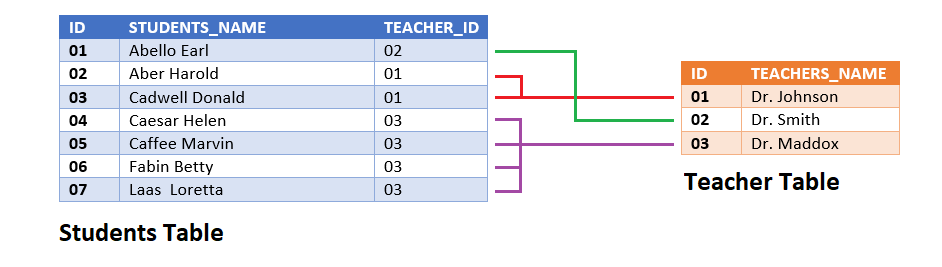 ID STUDENTS_NAME TEACHER_ID
01 Abello Earl 02
02 Aber Harold 01
03 Cadwell Donald 01
04 Caesar Helen 03
05 Caffee Marvin 03
06 Fabin Betty 03
07 Laas Loretta 03
Students Table
ID TEACHERS_NAME
01 Dr. Johnson
02 Dr. Smith
03 Dr. Maddox
Teacher Table